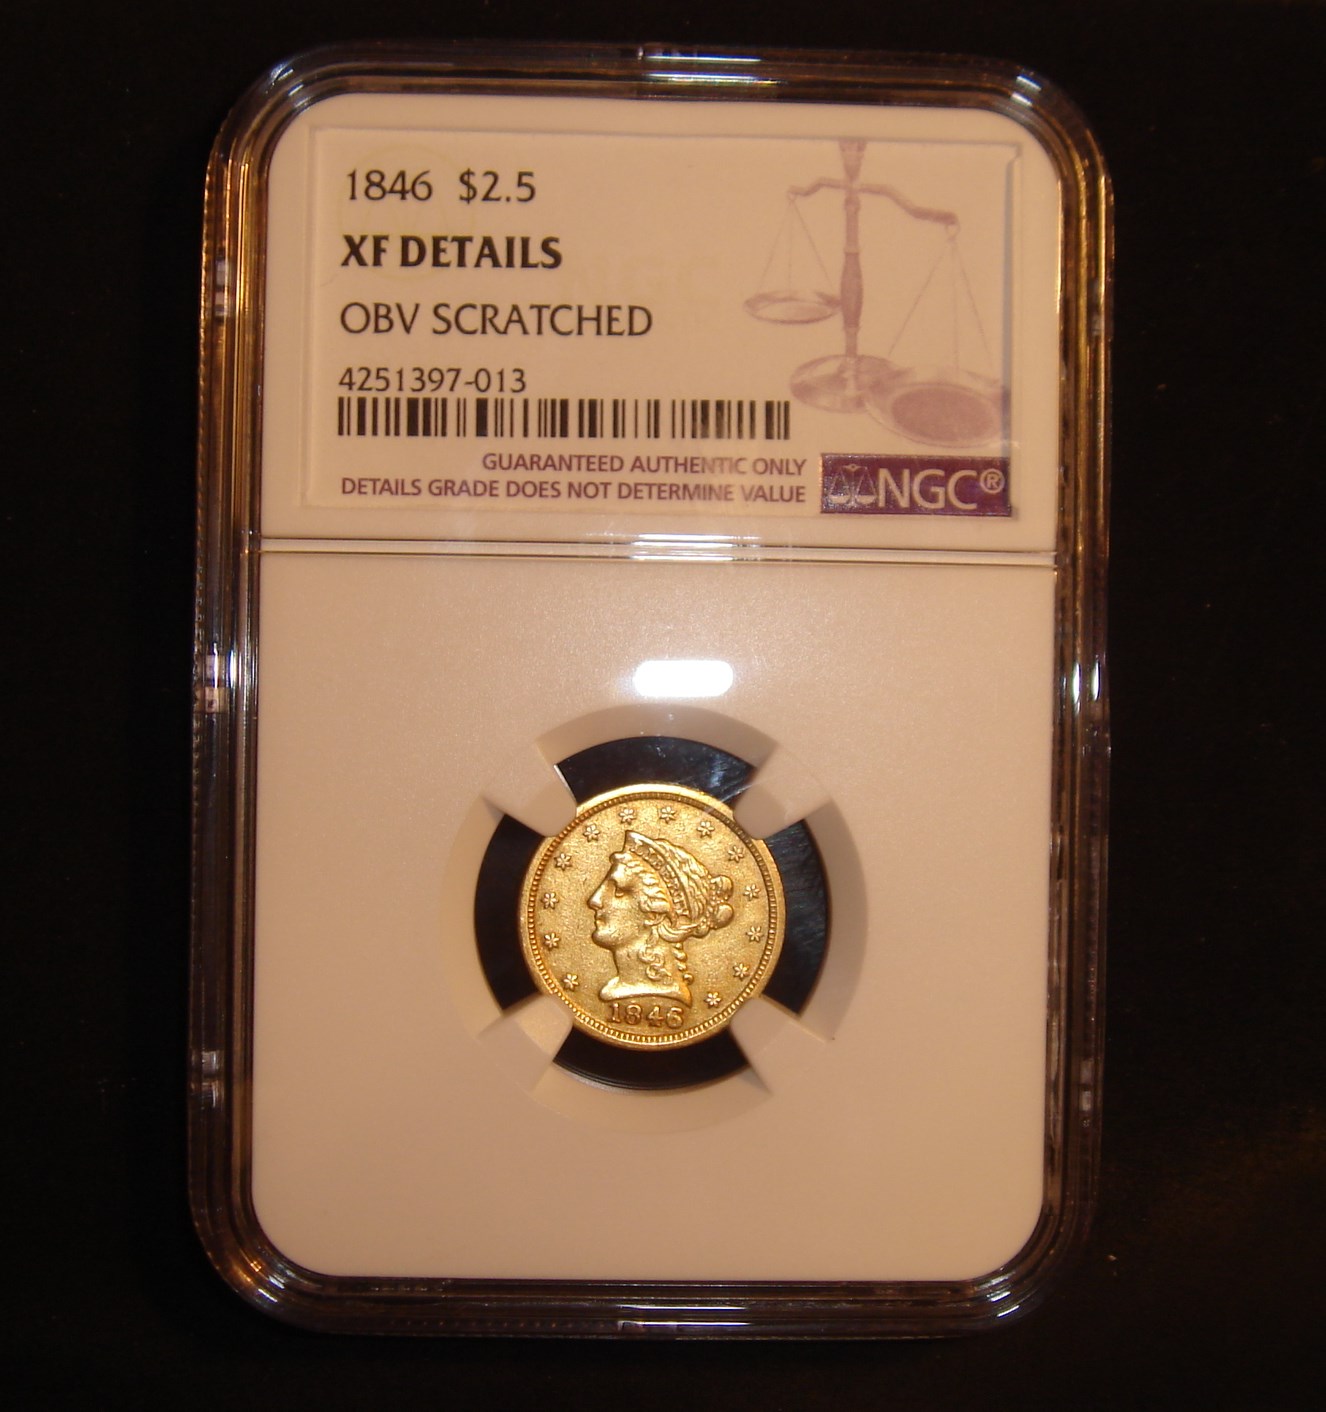 1846 $2.5
XF DETAILS
OBV SCRATCHED
4251397-013
GUARANTEED AUTHENTIC ONLY
DETAILS GRADE DOES NOT DETERMINE VALUE
NGC®
1846